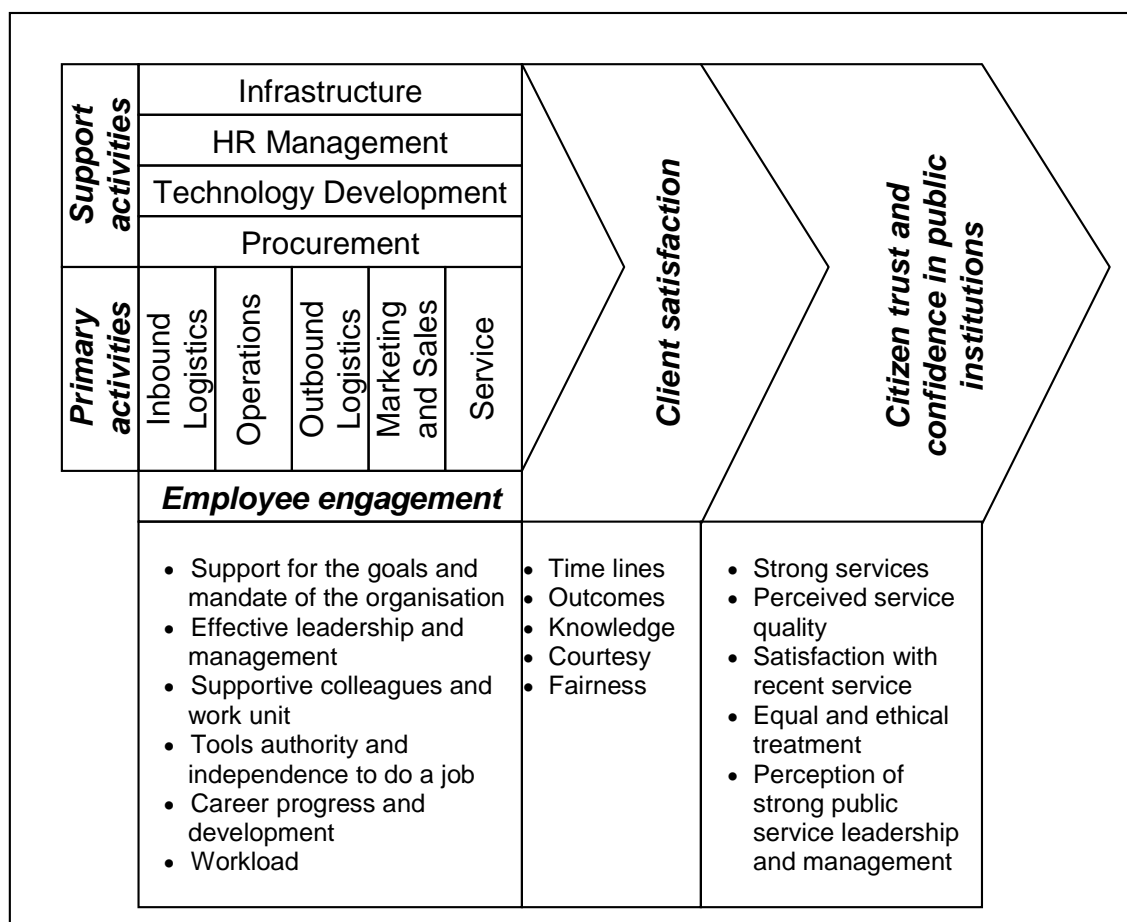 Support
activities
Infrastructure
HR Management
Technology Development
Procurement
Primary
activities
Inbound
Logistics
Operations
Outbound
Logistics
Marketing
and Sales
Service
Client satisfaction
Citizen trust and
confidence in public
institutions
Employee engagement
• Support for the goals and
mandate of the organisation
• Effective leadership and
management
• Supportive colleagues and
work unit
• Tools authority and
independence to do a job
• Career progress and
development
• Workload
• Time lines
• Outcomes
• Knowledge
• Courtesy
• Fairness
• Strong services
• Perceived service
quality
• Satisfaction with
recent service
• Equal and ethical
treatment
• Perception of
strong public
service leadership
and management